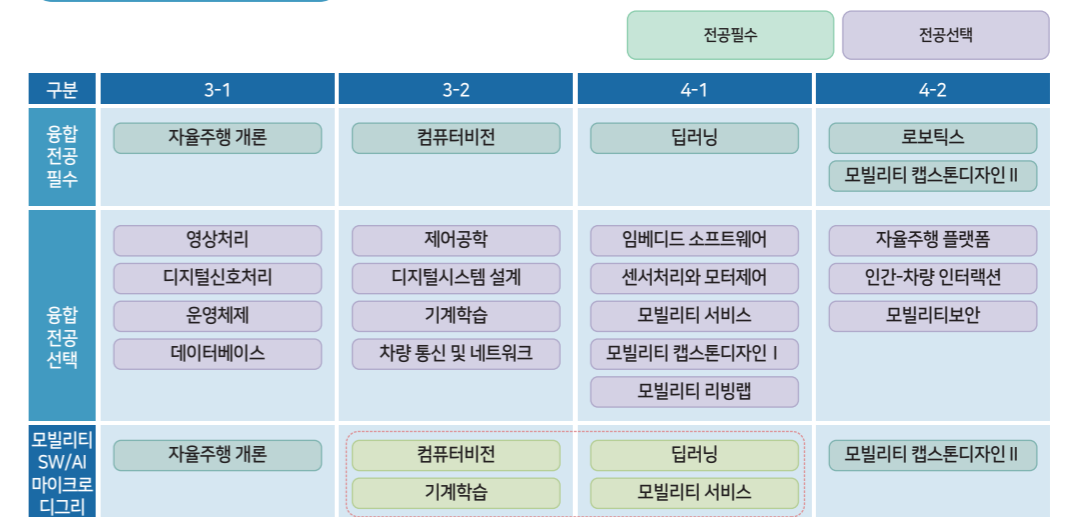 전공필수 전공선택
구분 3-1 3-2 4-1 4-2
융합
전공
필수
자율주행 개론 컴퓨터비전 딥러닝 로보틱스
모빌리티 캡스톤디자인 II
융합
전공
선택
영상처리 제어공학 임베디드 소프트웨어 자율주행 플랫폼
디지털신호처리 디지털시스템 설계 센서처리와 모터제어 인간-차량 인터랙션
운영체제 기계학습 모빌리티 서비스 모빌리티보안
데이터베이스 차량 통신 및 네트워크 모빌리티 캡스톤디자인 I
모빌리티 리빙랩
모빌리티
SW/AI
마이크로
디그리
자율주행 개론 컴퓨터비전 딥러닝 모빌리티 캡스톤디자인 II
기계학습 모빌리티 서비스